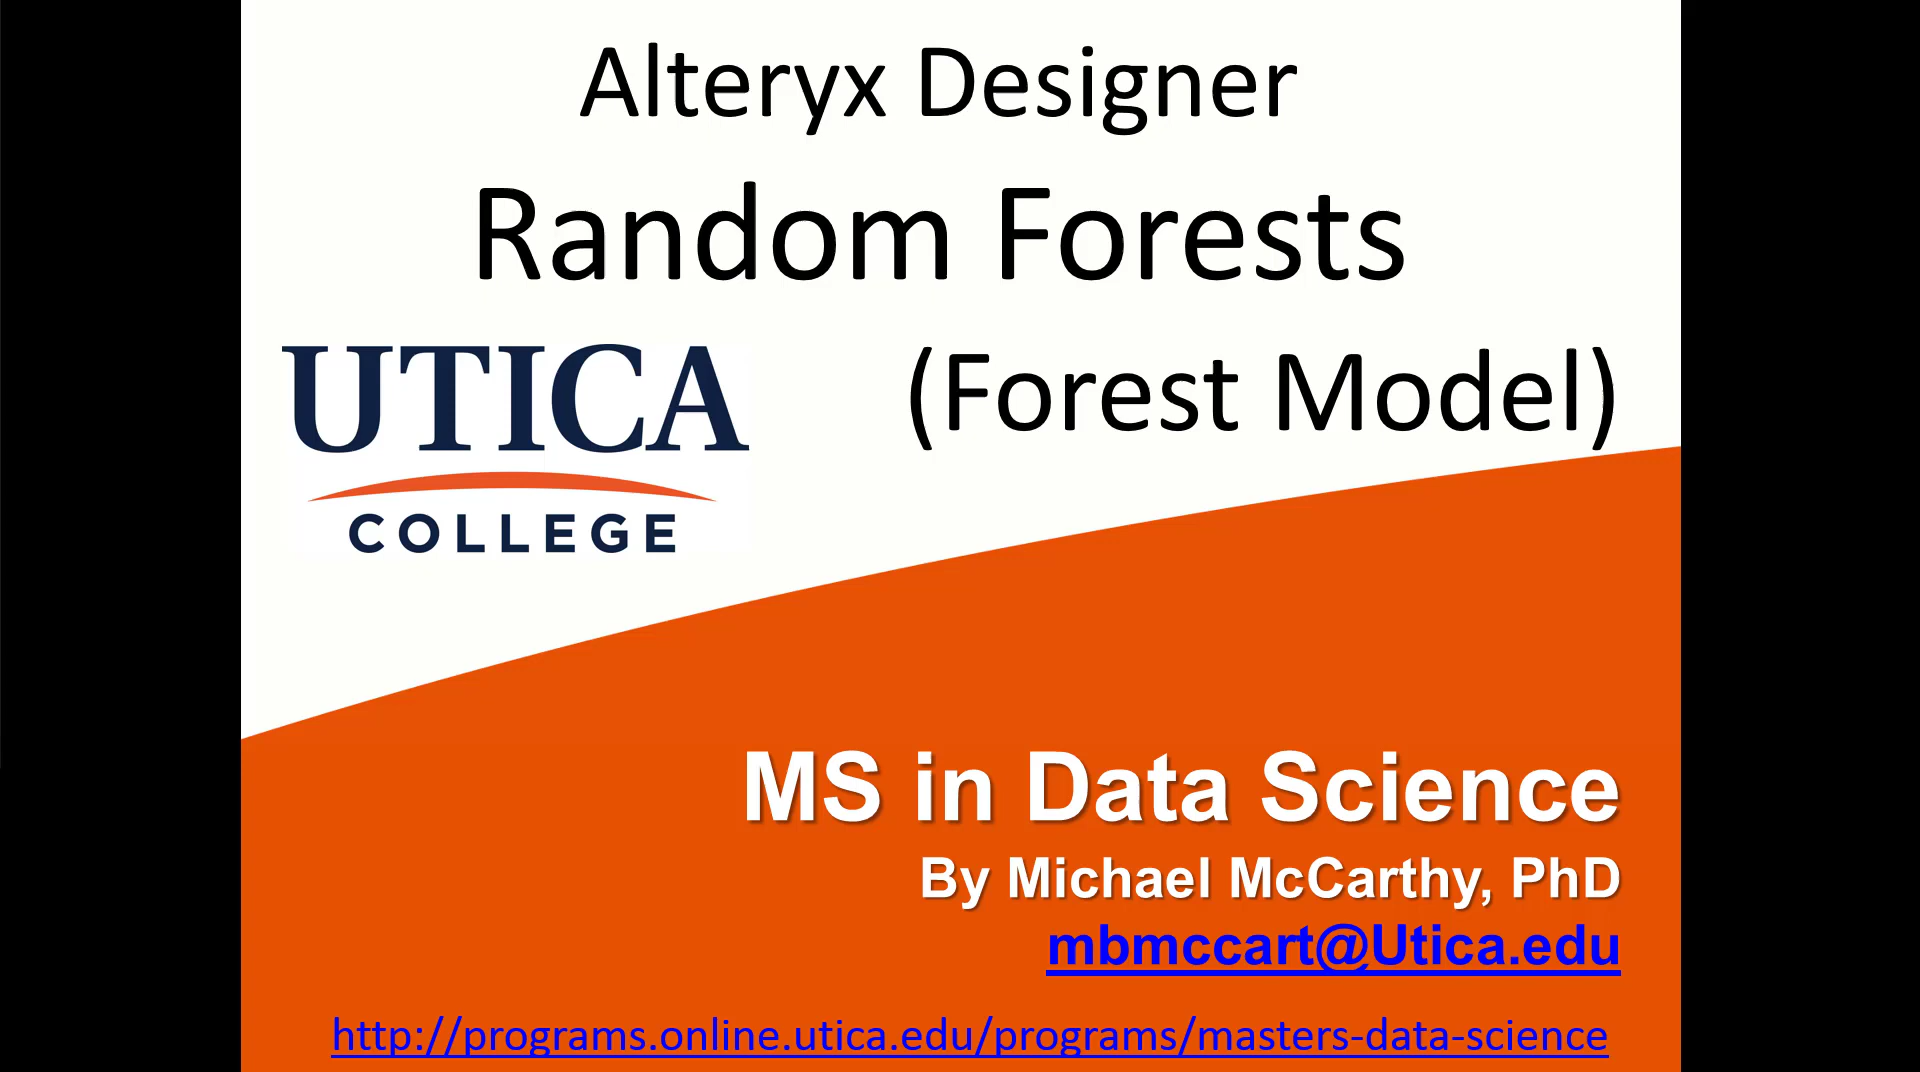 Alteryx Designer
Random Forests
(Forest Model)
UTICA
COLLEGE
MS in Data Science
By Michael McCarthy, PhD
mbmccart@Utica.edu
http://programs.online.utica.edu/programs/masters-data-science